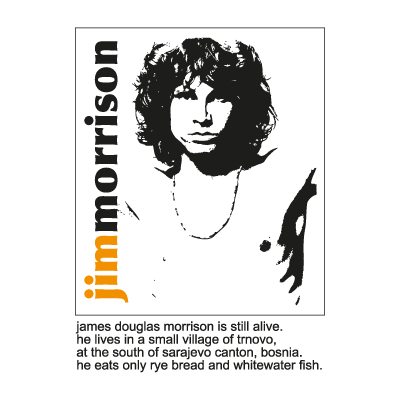 jimmorrison
james douglas morrison is still alive.
he lives in a small village of trnovo,
at the south of sarajevo canton, bosnia.
he eats only rye bread and whitewater fish.